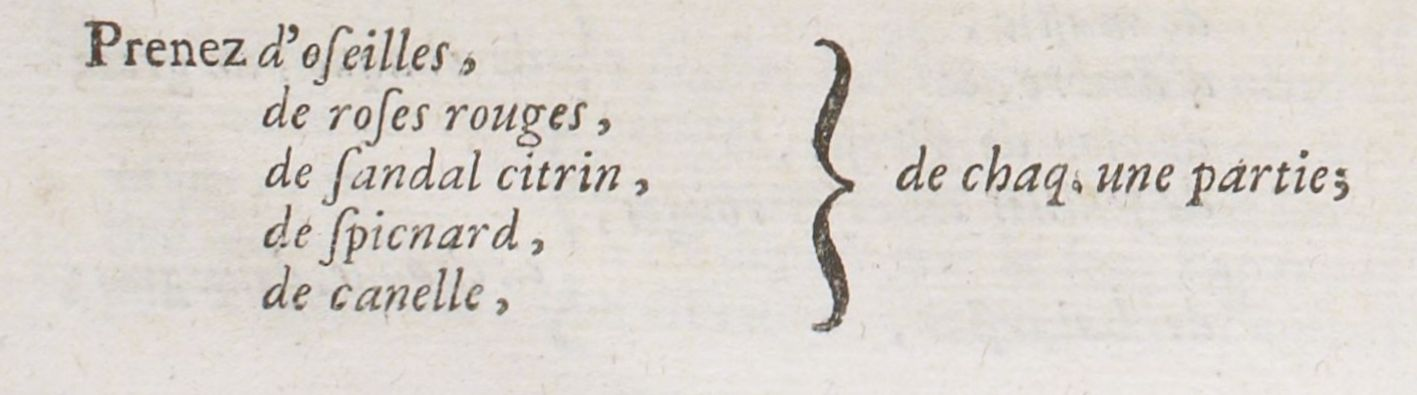 Prenez d'oſeilles,
de roſes rouges,
de ſandal citrin,
de ſpicnard,
de canelle,
de chaq. une partie;